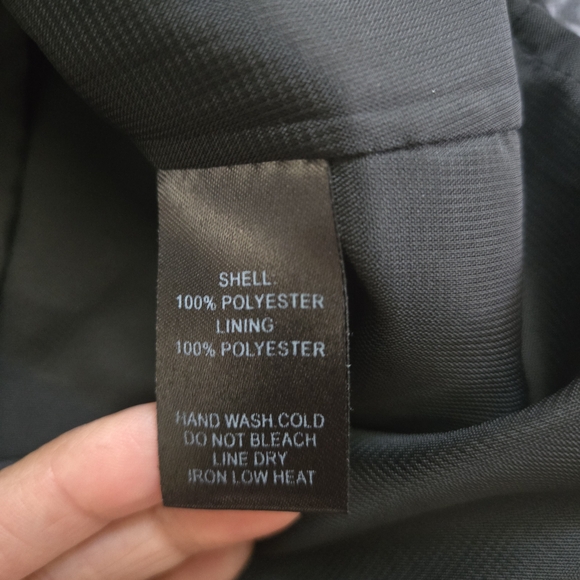 SHELL:
100% POLYESTER
LINING
100% POLYESTER
HAND WASH.COLD
DO NOT BLEACH
LINE DRY
IRON LOW HEAT